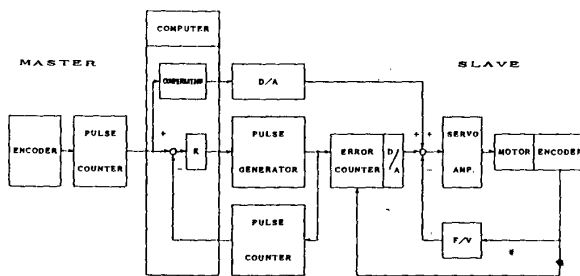 COMPUTER
MASTER
SLAVE
COMPENSATION
D/A
ENCODER
PULSE
COUNTER
+
−
K
PULSE
GENERATOR
ERROR
COUNTER
D/A
+ +
−
−
SERVO
AMP.
MOTOR
ENCODER
PULSE
COUNTER
F/V